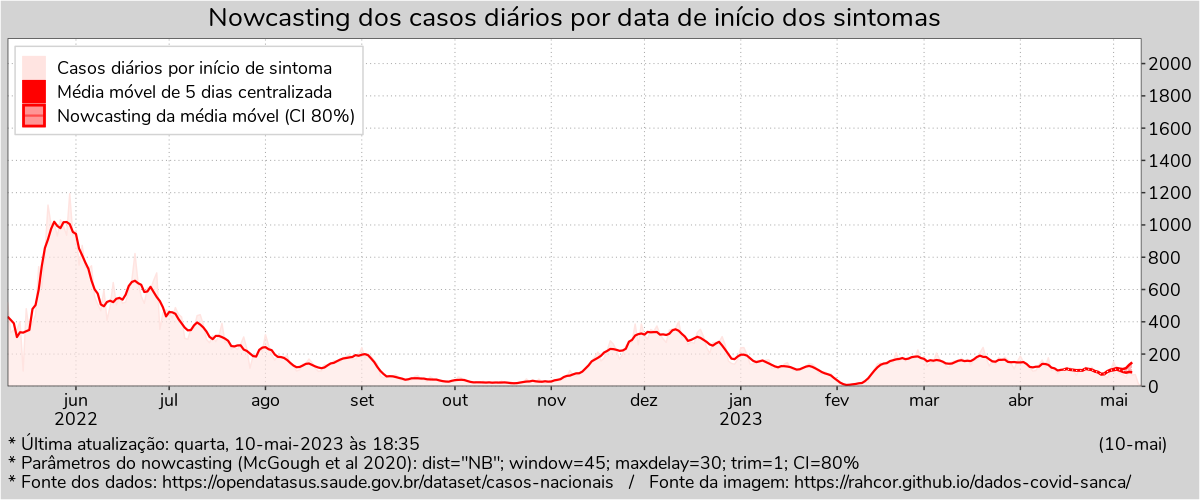 Nowcasting dos casos diários por data de início dos sintomas
Casos diários por início de sintoma
Média móvel de 5 dias centralizada
Nowcasting da média móvel (CI 80%)
2000
1800
1600
1400
1200
1000
800
600
400
200
0
jun jul ago set out nov dez jan fev mar abr mai
2022 2023
* Última atualização: quarta, 10-mai-2023 às 18:35 (10-mai)
* Parâmetros do nowcasting (McGough et al 2020): dist="NB"; window=45; maxdelay=30; trim=1; CI=80%
* Fonte dos dados: https://opendatasus.saude.gov.br/dataset/casos-nacionais / Fonte da imagem: https://rahcor.github.io/dados-covid-sanca/